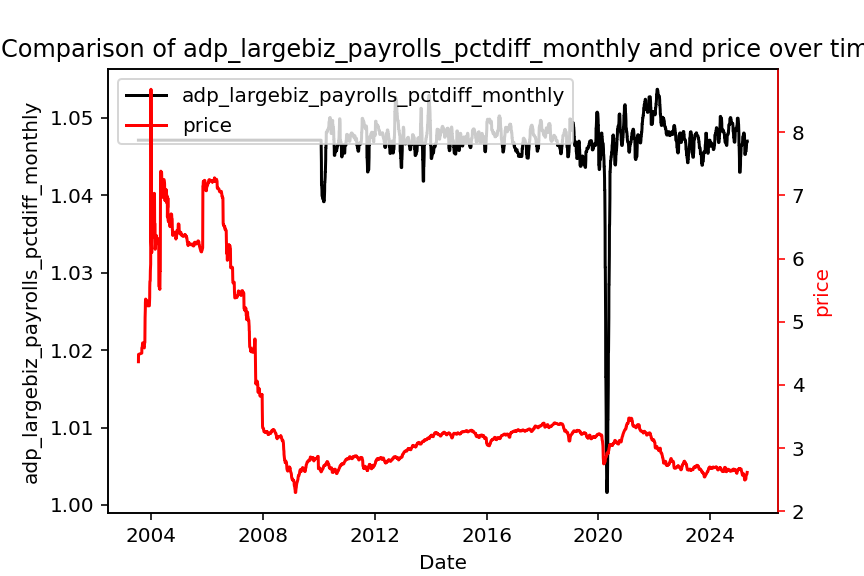 Comparison of adp_largebiz_payrolls_pctdiff_monthly and price over tim
adp_largebiz_payrolls_pctdiff_monthly
price
1.05
1.04
1.03
1.02
1.01
1.00
adp_largebiz_payrolls_pctdiff_monthly
8
7
6
5
4
3
2
price
2004 2008 2012 2016 2020 2024
Date